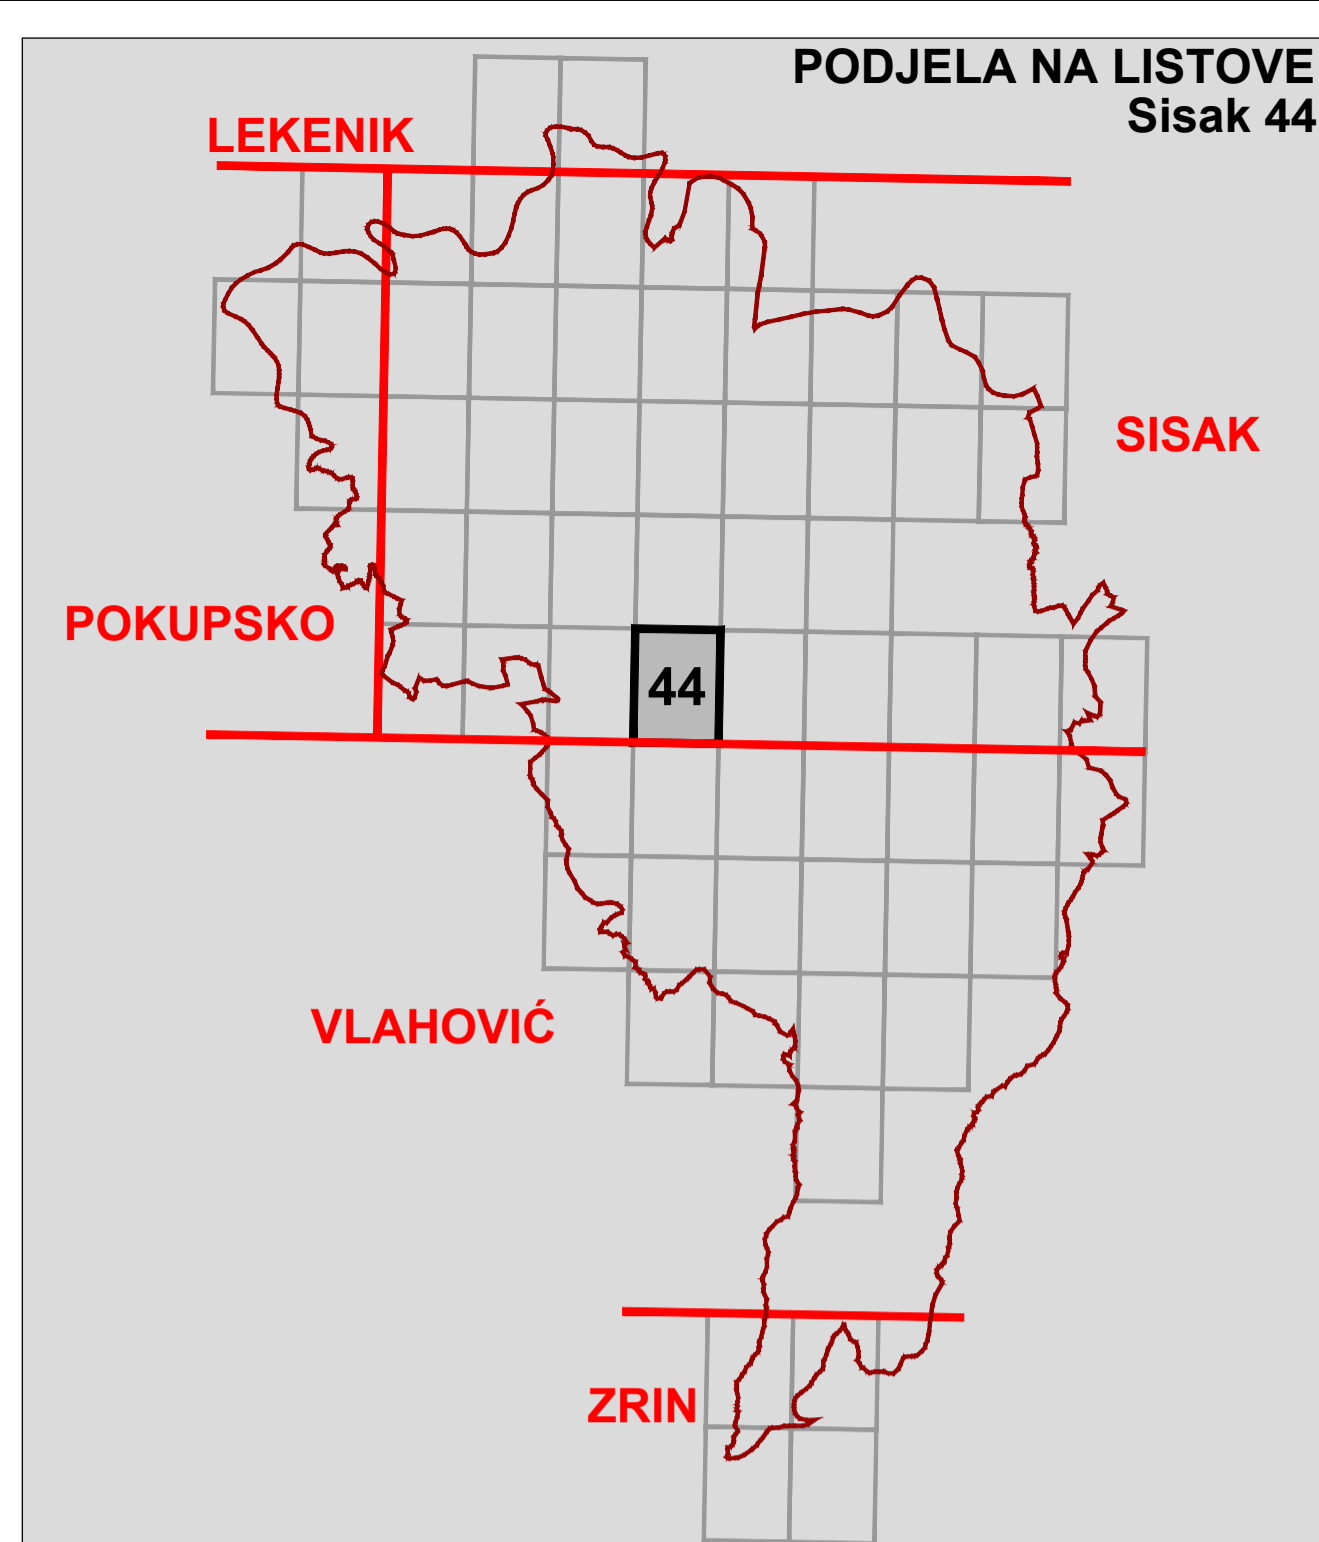 PODJELA NA LISTOVE
Sisak 44
LEKENIK
SISAK
POKUPSKO
44
VLAHOVIĆ
ZRIN